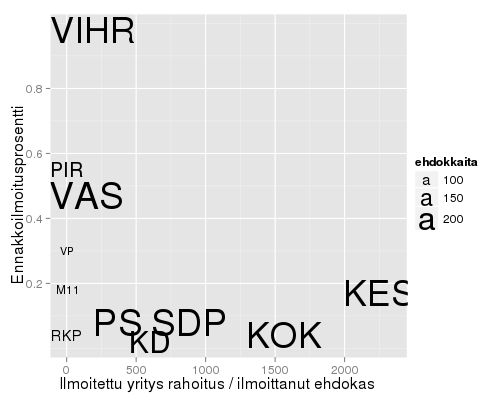 VIHR
0.8
0.6
PIR
VAS
0.4
VP
0.2
M11
KES
PS SDP
RKP
KD
KOK
0 500 1000 1500 2000
Ilmoitettu yritys rahoitus / ilmoittanut ehdokas
Ennakkoilmoitusprosentti
ehdokkaita
a 100
a 150
a 200